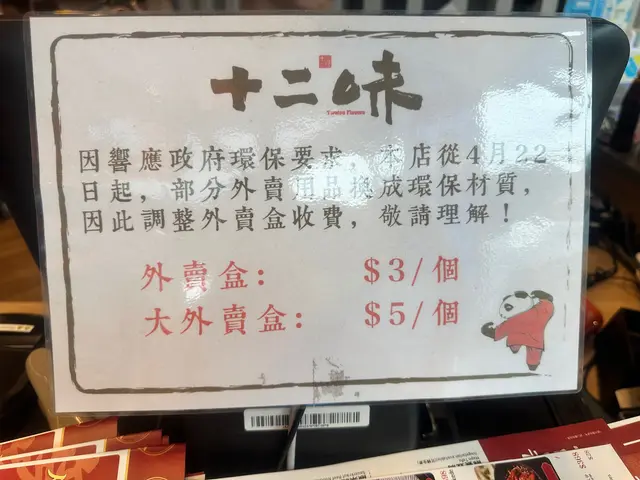 十二味
Twelve Flavors
因響應政府環保要求，本店從4月22
日起，部分外賣用品換成環保材質，
因此調整外賣盒收費，敬請理解！
外賣盒： $3/個
大外賣盒： $5/個